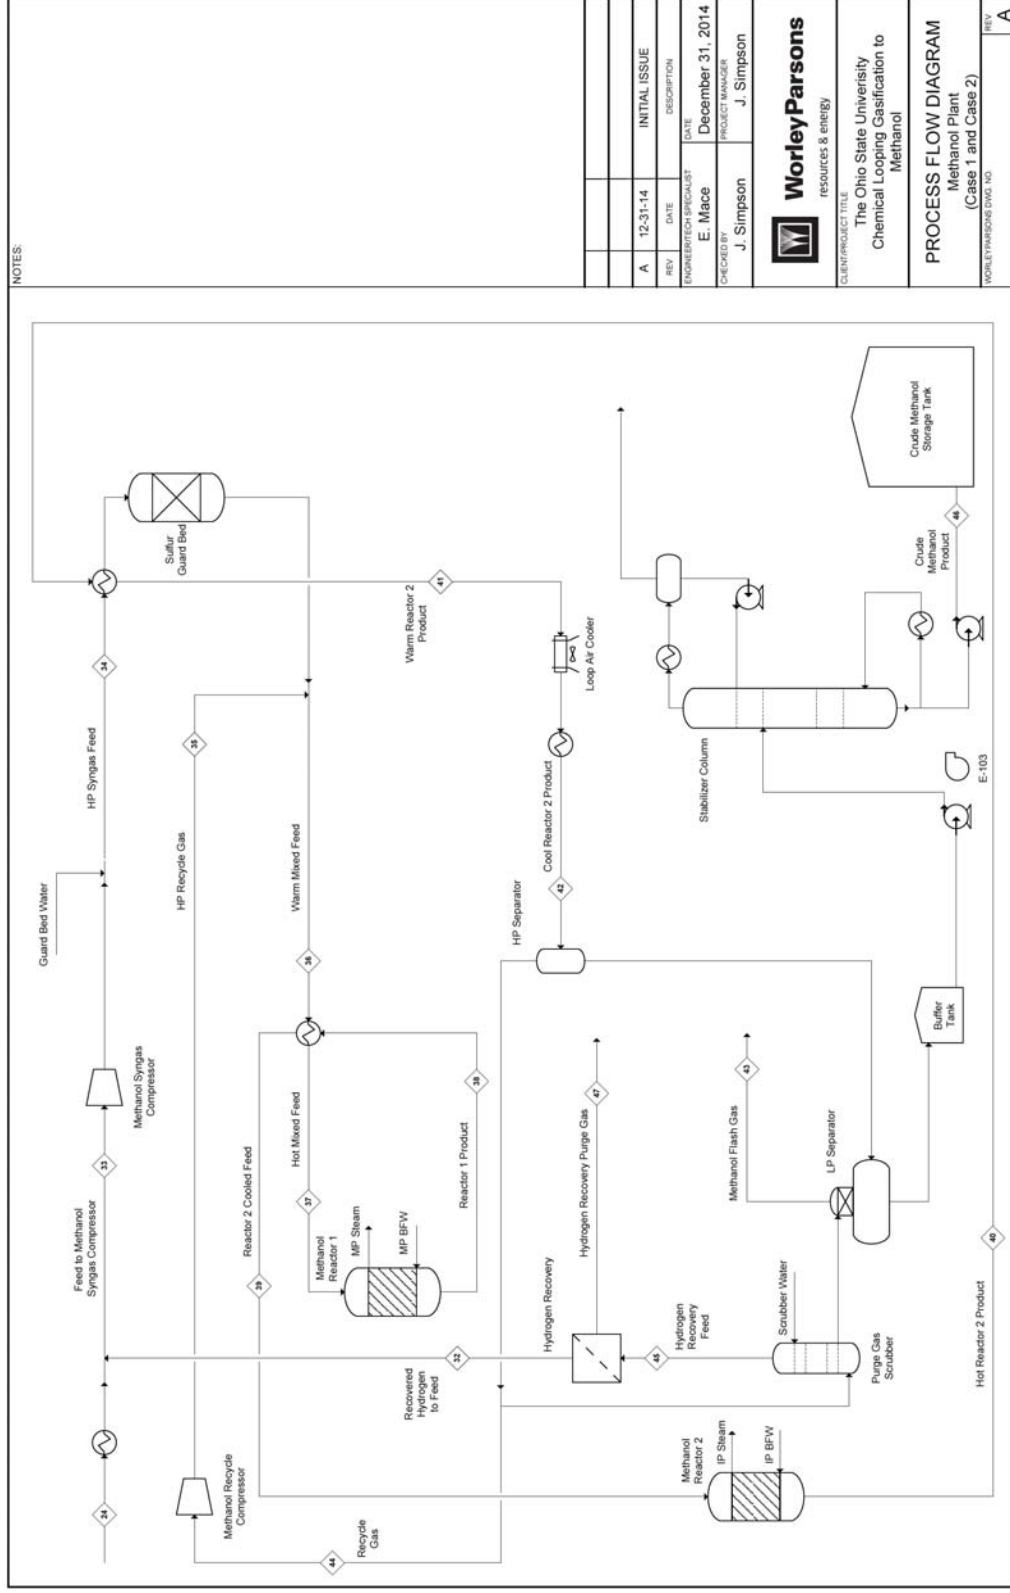 NOTES:
24
Feed to Methanol
Syngas Compressor
33
Methanol Syngas
Compressor
Guard Bed Water
HP Syngas Feed
34
Sulfur
Guard Bed
Methanol Recycle
Compressor
HP Recycle Gas
35
Reactor 2 Cooled Feed
39
Hot Mixed Feed
37
Warm Mixed Feed
36
Methanol
Reactor 1
MP Steam
MP BFW
Reactor 1 Product
38
Recycle
Gas
44
Recovered
Hydrogen
to Feed
32
Warm Reactor 2
Product
41
Loop Air Cooler
Cool Reactor 2 Product
42
HP Separator
Hydrogen Recovery
Hydrogen Recovery Purge Gas
47
Hydrogen
Recovery
Feed
45
Methanol
Reactor 2
IP Steam
IP BFW
Scrubber Water
Purge Gas
Scrubber
Methanol Flash Gas
43
LP Separator
Buffer
Tank
Stabilizer Column
E-103
Crude
Methanol
Product
46
Crude Methanol
Storage Tank
Hot Reactor 2 Product
40
A 12-31-14 INITIAL ISSUE
REV DATE DESCRIPTION
ENGINEER/TECH SPECIALIST DATE
E. Mace December 31, 2014
CHECKED BY PROJECT MANAGER
J. Simpson J. Simpson
WorleyParsons
resources & energy
CLIENT/PROJECT TITLE
The Ohio State Univerisity
Chemical Looping Gasification to
Methanol
PROCESS FLOW DIAGRAM
Methanol Plant
(Case 1 and Case 2)
WORLEYPARSONS DWG. NO. REV
A